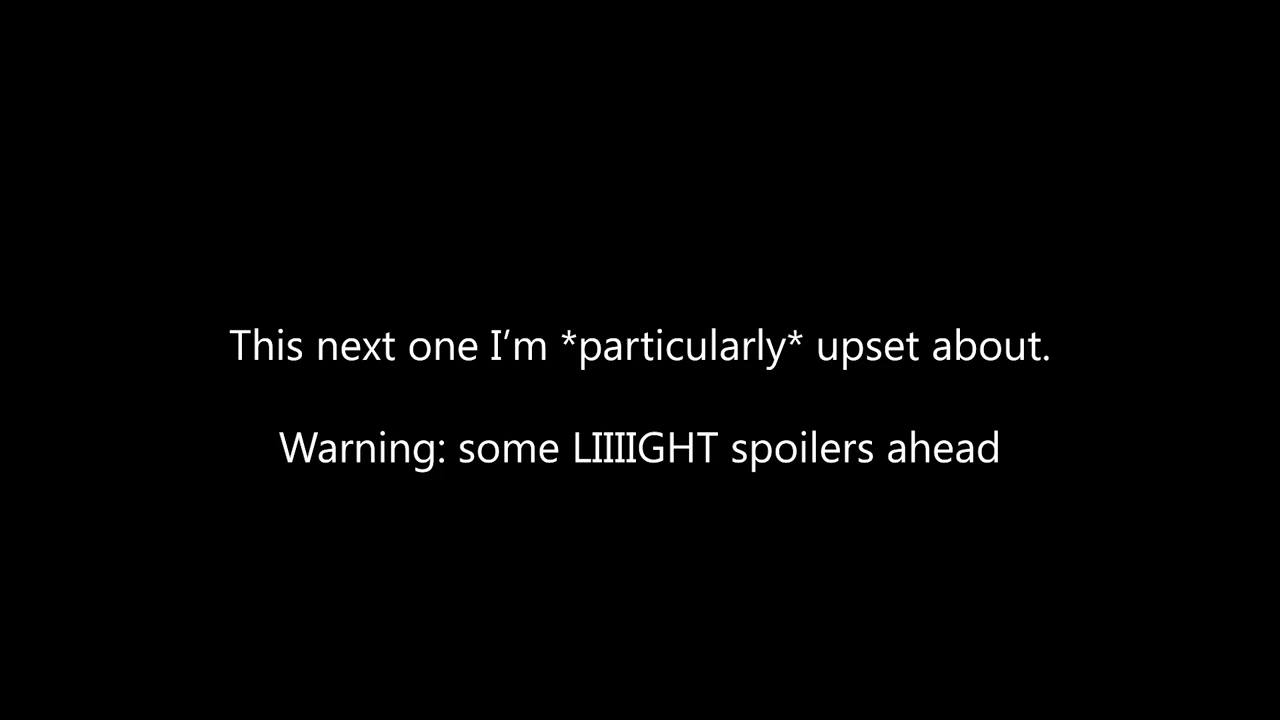 This next one I’m *particularly* upset about.
Warning: some LIIIIGHT spoilers ahead